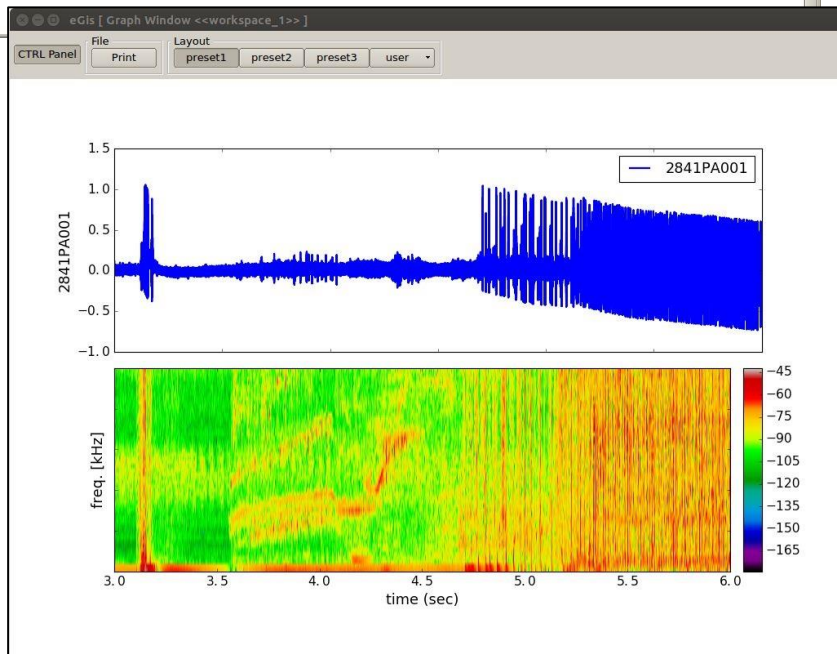 eGis [ Graph Window <<workspace_1>> ]
CTRL Panel
File
Print
Layout
preset1 preset2 preset3 user
1.5
1.0
0.5
0.0
−0.5
−1.0
2841PA001
2841PA001
freq. [kHz]
−45
−60
−75
−90
−105
−120
−135
−150
−165
3.0 3.5 4.0 4.5 5.0 5.5 6.0
time (sec)